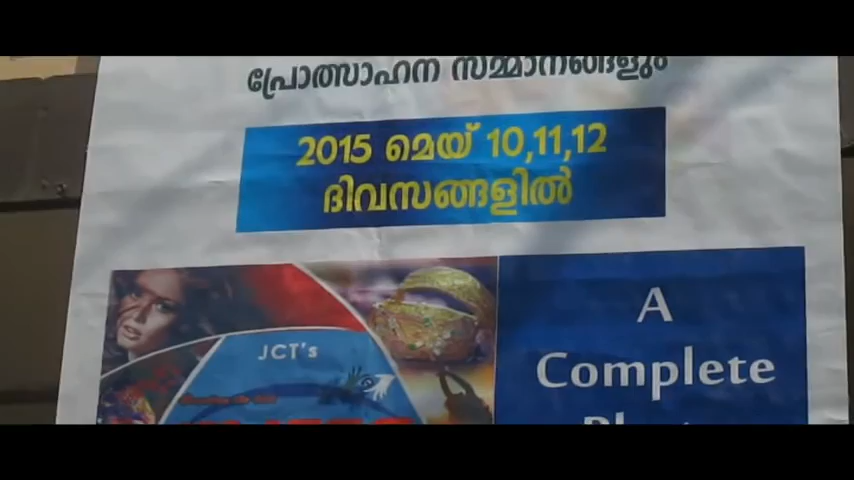 പ്രോത്സാഹന സമ്മാനങ്ങളും
2015 മെയ് 10,11,12
ദിവസങ്ങളിൽ
JCT's
A
Complete